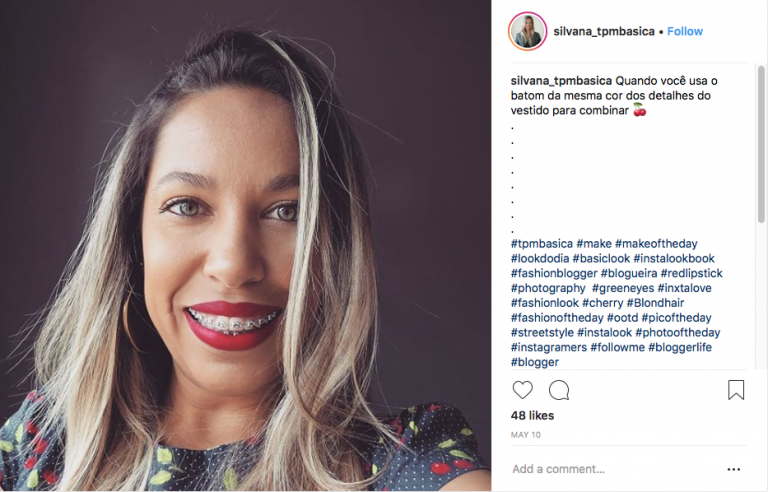 silvana_tpmbasica • Follow
silvana_tpmbasica Quando você usa o
batom da mesma cor dos detalhes do
vestido para combinar 🍒
.
.
.
.
.
.
.
.
#tpmbasica #make #makeoftheday
#lookdodia #basiclook #instalookbook
#fashionblogger #blogueira #redlipstick
#photography #greeneyes #inxtalove
#fashionlook #cherry #Blondhair
#fashionoftheday #ootd #picoftheday
#streetstyle #instalook #photooftheday
#instagramers #followme #bloggerlife
#blogger
48 likes
MAY 10
Add a comment...